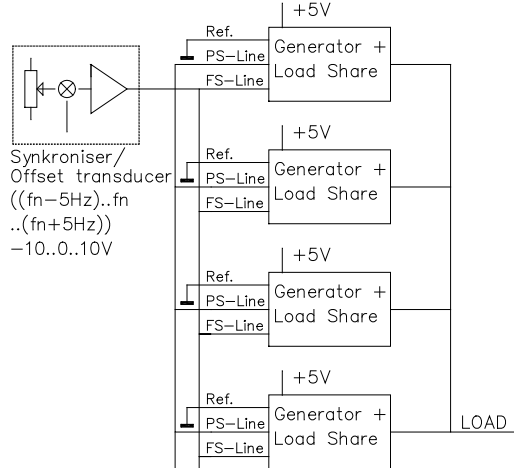 +5V
Ref.
PS-Line
FS-Line
Generator +
Load Share
Synkroniser/
Offset transducer
((fn-5Hz)..fn
..(fn+5Hz))
-10..0..10V
+5V
Ref.
PS-Line
FS-Line
Generator +
Load Share
+5V
Ref.
PS-Line
FS-Line
Generator +
Load Share
+5V
Ref.
PS-Line
FS-Line
Generator +
Load Share
LOAD